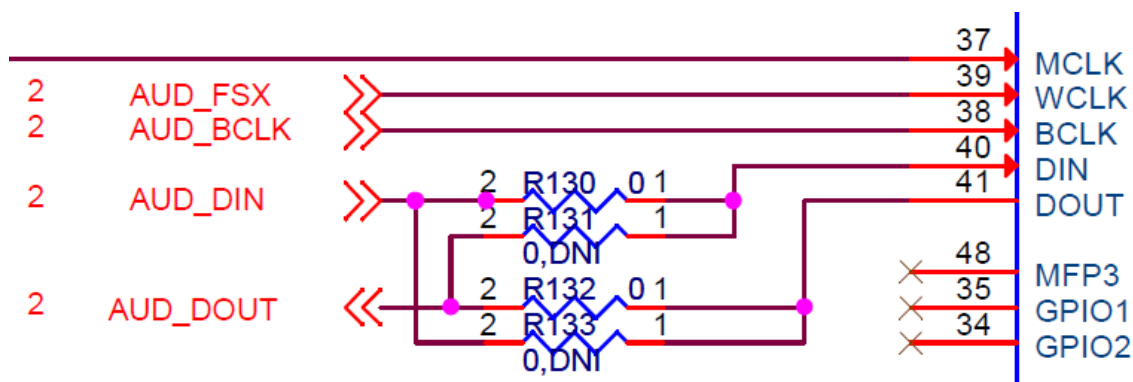 37
MCLK
2 AUD_FSX 39 WCLK
2 AUD_BCLK 38 BCLK
40 DIN
2 AUD_DIN 2 R130 0 1 41 DOUT
2 R131 1
0,DNI
48 MFP3
2 AUD_DOUT 2 R132 0 1 35 GPIO1
2 R133 1 34 GPIO2
0,DNI